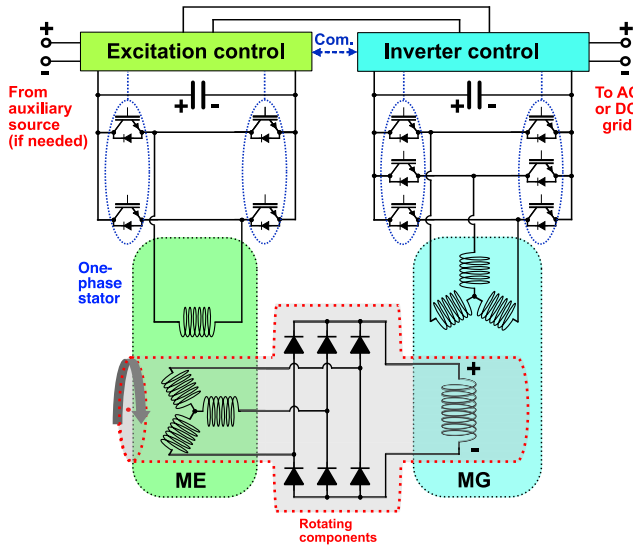 +
-
Excitation control
Com.
Inverter control
+
-
From
auxiliary
source
(if needed)
+ -
+ -
To AC
or DC
grid
One-
phase
stator
+
-
ME
MG
Rotating
components